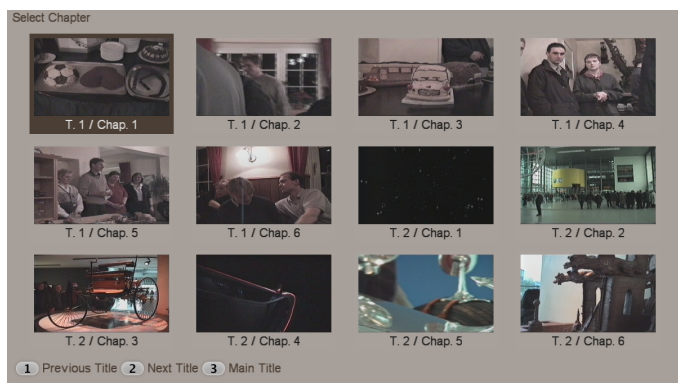 Select Chapter
T. 1 / Chap. 1
T. 1 / Chap. 2
T. 1 / Chap. 3
T. 1 / Chap. 4
T. 1 / Chap. 5
T. 1 / Chap. 6
T. 2 / Chap. 1
T. 2 / Chap. 2
T. 2 / Chap. 3
T. 2 / Chap. 4
T. 2 / Chap. 5
T. 2 / Chap. 6
1 Previous Title 2 Next Title 3 Main Title